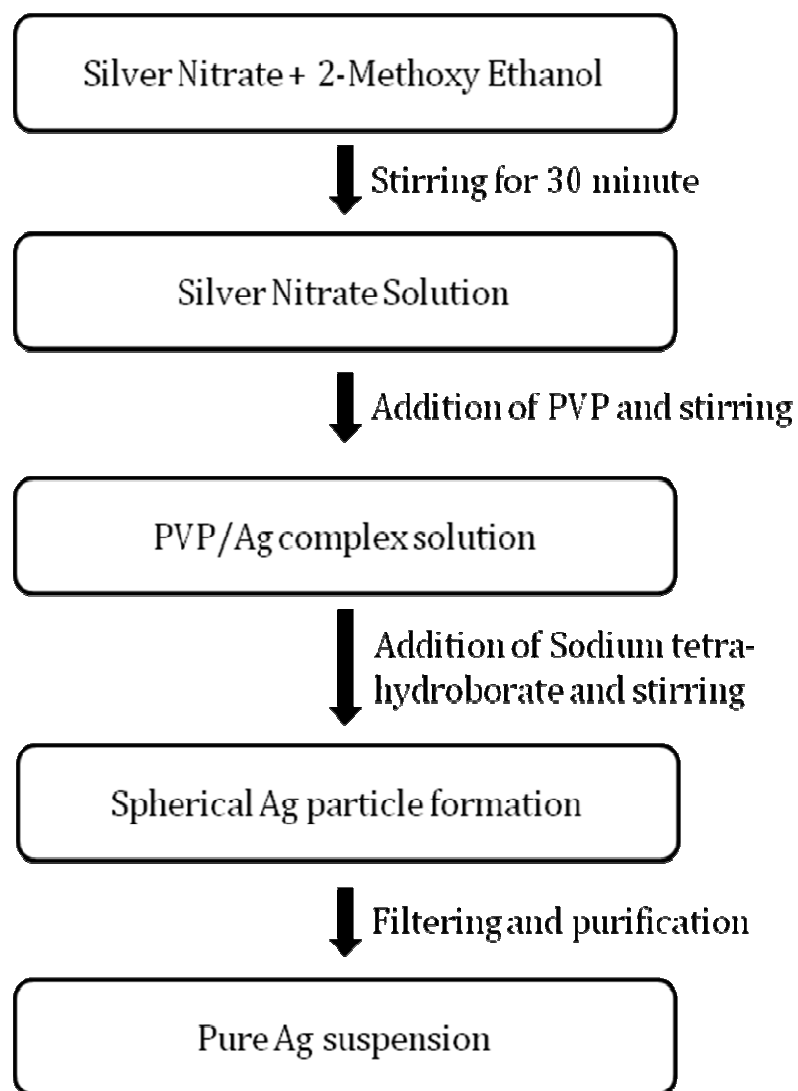 Silver Nitrate + 2-Methoxy Ethanol
Stirring for 30 minute
Silver Nitrate Solution
Addition of PVP and stirring
PVP/Ag complex solution
Addition of Sodium tetra-
hydroborate and stirring
Spherical Ag particle formation
Filtering and purification
Pure Ag suspension